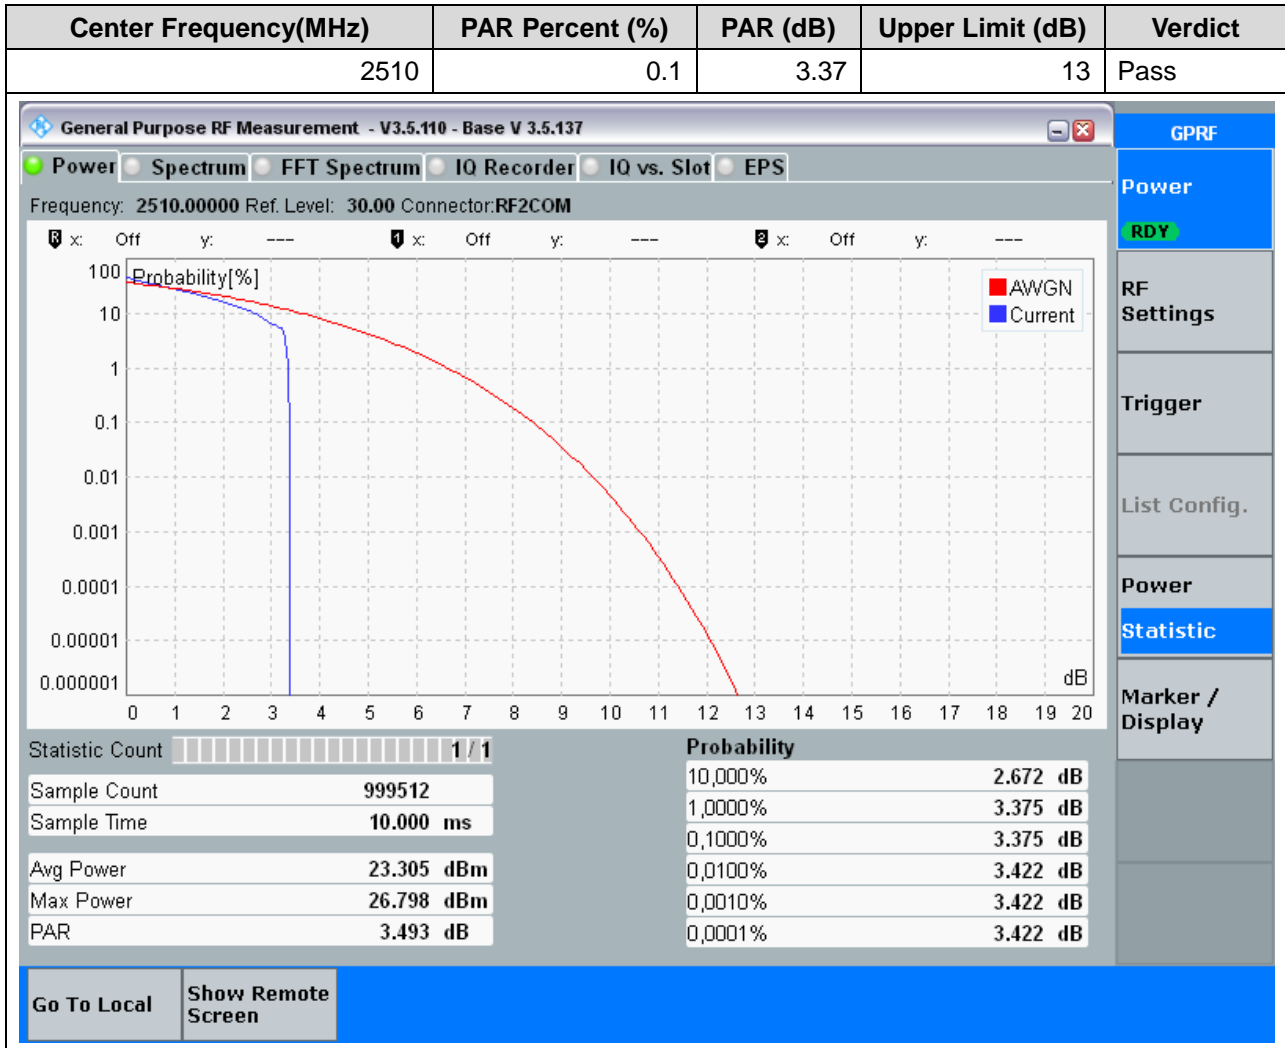 Center Frequency(MHz) PAR Percent (%) PAR (dB) Upper Limit (dB) Verdict
2510 0.1 3.37 13 Pass
General Purpose RF Measurement - V3.5.110 - Base V 3.5.137
GPRF
Power Spectrum FFT Spectrum IQ Recorder IQ vs. Slot EPS
Power
RDY
Frequency: 2510.00000 Ref. Level: 30.00 Connector:RF2COM
R x: Off y: --- 1 x: Off y: --- 2 x: Off y: ---
Probability[%]
AWGN
Current
100
10
1
0.1
0.01
0.001
0.0001
0.00001
0.000001
dB
0 1 2 3 4 5 6 7 8 9 10 11 12 13 14 15 16 17 18 19 20
RF
Settings
Trigger
List Config.
Power
Statistic
Marker /
Display
Statistic Count 1 / 1
Sample Count 999512
Sample Time 10.000 ms
Avg Power 23.305 dBm
Max Power 26.798 dBm
PAR 3.493 dB
Probability
10,000% 2.672 dB
1,0000% 3.375 dB
0,1000% 3.375 dB
0,0100% 3.422 dB
0,0010% 3.422 dB
0,0001% 3.422 dB
Go To Local
Show Remote
Screen